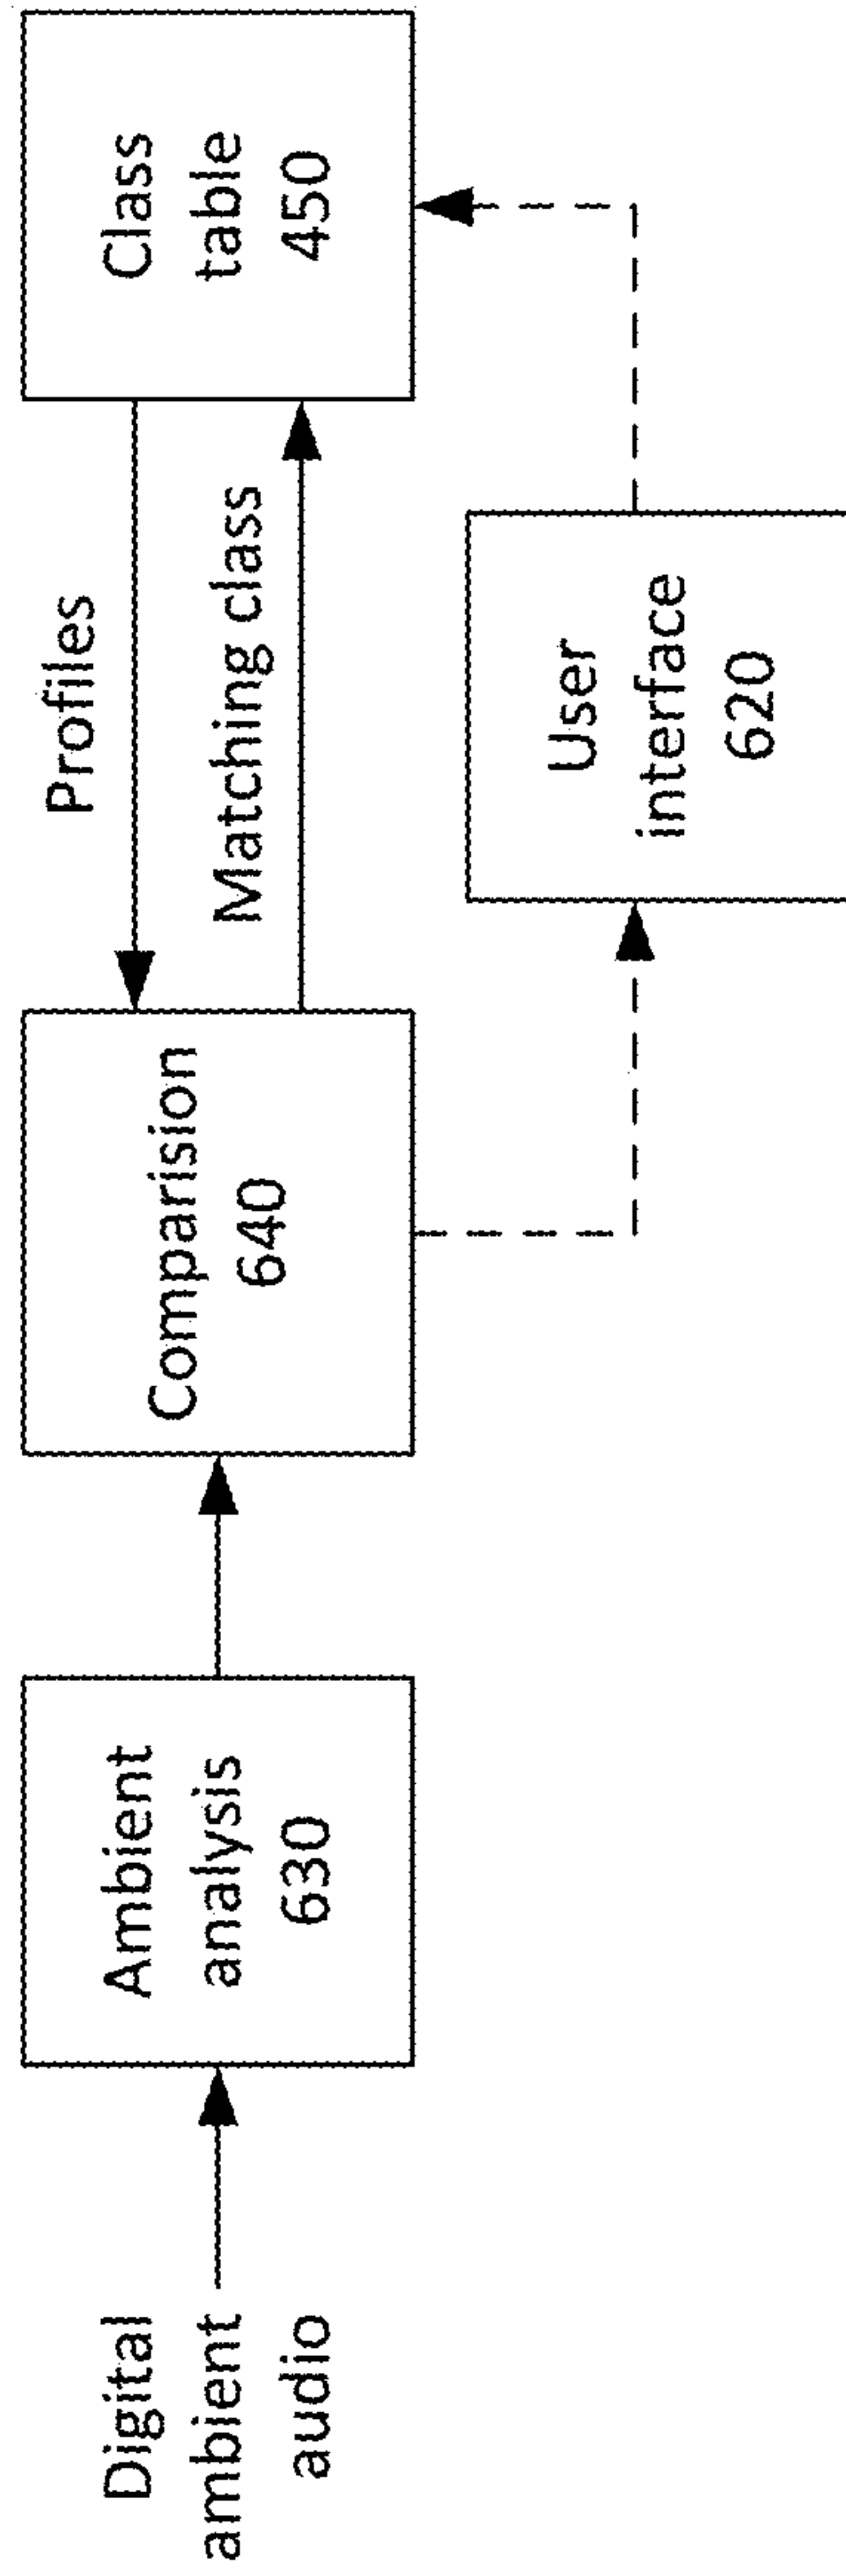 Digital
ambient
audio
Ambient
analysis
630
Comparision
640
Profiles
Matching class
Class
table
450
User
interface
620